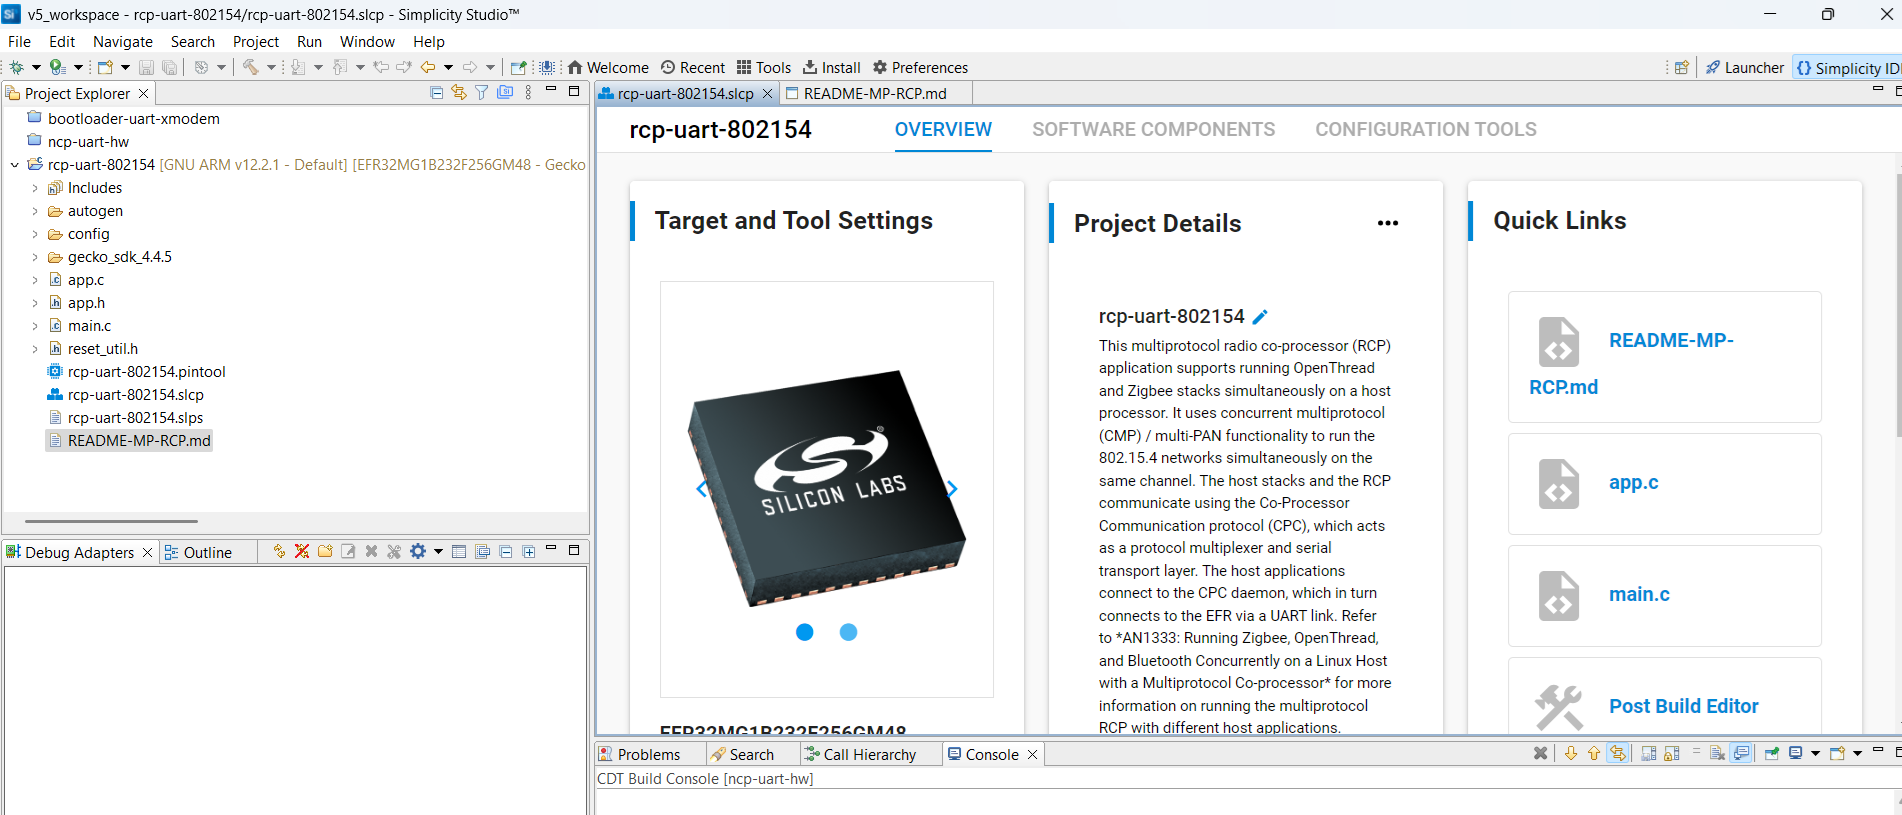 v5_workspace - rcp-uart-802154/rcp-uart-802154.slcp - Simplicity Studio™
File Edit Navigate Search Project Run Window Help
Welcome Recent Tools Install Preferences Launcher Simplicity IDE
Project Explorer
bootloader-uart-xmodem
ncp-uart-hw
rcp-uart-802154 [GNU ARM v12.2.1 - Default] [EFR32MG1B232F256GM48 - Gecko
Includes
autogen
config
gecko_sdk_4.4.5
app.c
app.h
main.c
reset_util.h
rcp-uart-802154.pintool
rcp-uart-802154.slcp
rcp-uart-802154.slps
README-MP-RCP.md
Debug Adapters Outline
rcp-uart-802154.slcp README-MP-RCP.md
rcp-uart-802154 OVERVIEW SOFTWARE COMPONENTS CONFIGURATION TOOLS
Target and Tool Settings
SILICON LABS
EFR32MG1B232F256GM48
Project Details
rcp-uart-802154
This multiprotocol radio co-processor (RCP)
application supports running OpenThread
and Zigbee stacks simultaneously on a host
processor. It uses concurrent multiprotocol
(CMP) / multi-PAN functionality to run the
802.15.4 networks simultaneously on the
same channel. The host stacks and the RCP
communicate using the Co-Processor
Communication protocol (CPC), which acts
as a protocol multiplexer and serial
transport layer. The host applications
connect to the CPC daemon, which in turn
connects to the EFR via a UART link. Refer
to *AN1333: Running Zigbee, OpenThread,
and Bluetooth Concurrently on a Linux Host
with a Multiprotocol Co-processor* for more
information on running the multiprotocol
RCP with different host applications.
Quick Links
README-MP-
RCP.md
app.c
main.c
Post Build Editor
Problems Search Call Hierarchy Console
CDT Build Console [ncp-uart-hw]